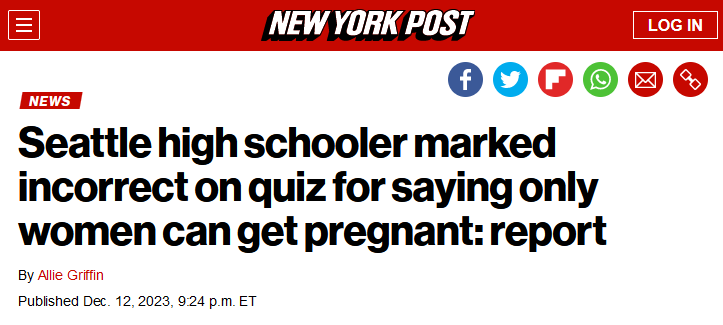 NEW YORK POST
LOG IN
NEWS
Seattle high schooler marked
incorrect on quiz for saying only
women can get pregnant: report
By Allie Griffin
Published Dec. 12, 2023, 9:24 p.m. ET